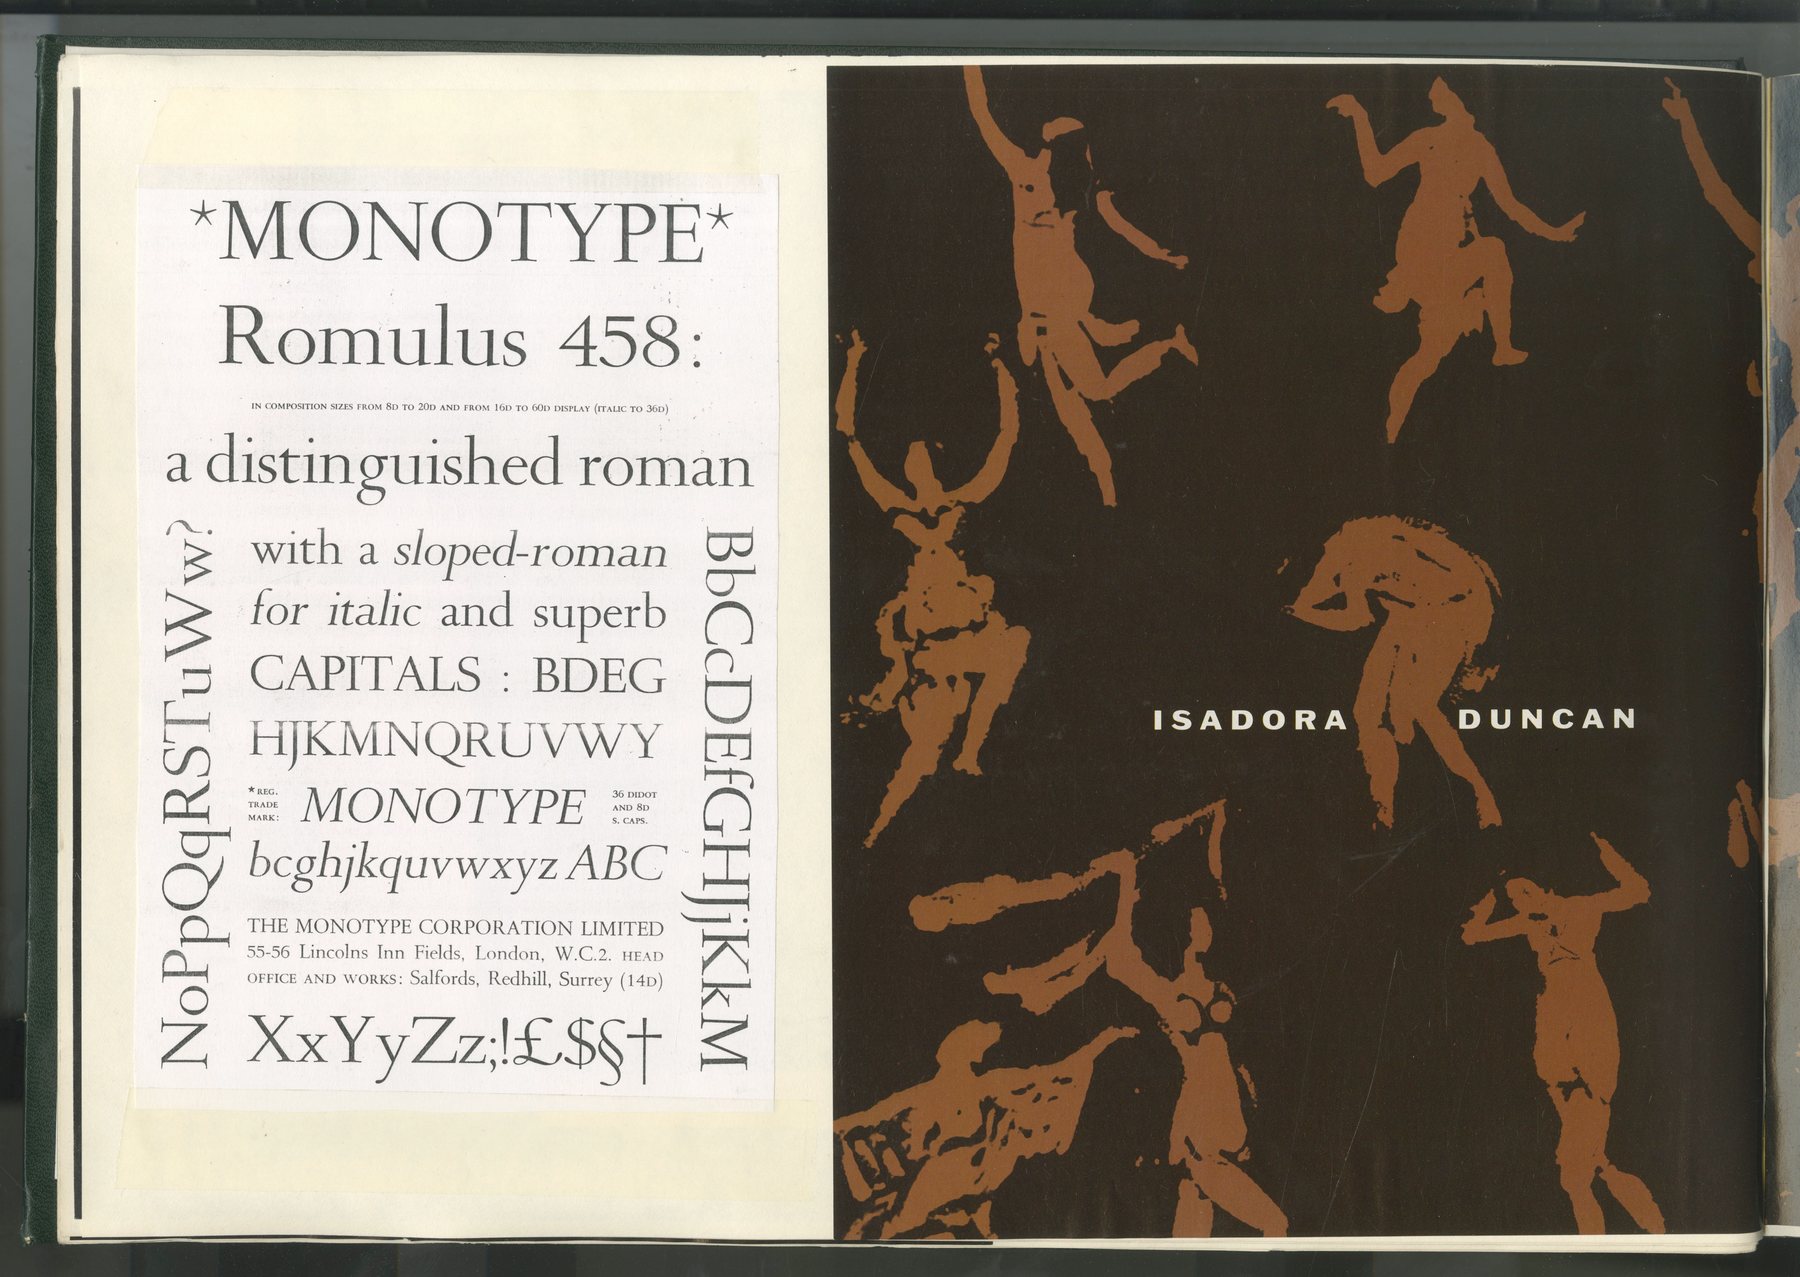 *MONOTYPE*
Romulus 458:
IN COMPOSITION SIZES FROM 8D TO 20D AND FROM 16D TO 60D DISPLAY (ITALIC TO 36D)
a distinguished roman
with a sloped-roman
for italic and superb
CAPITALS : BDEG
HJKMNQRUVWY
*REG.
TRADE
MARK:
MONOTYPE
36 DIDOT
AND 8D
S. CAPS.
bcghjkquvwxyz ABC
THE MONOTYPE CORPORATION LIMITED
55-56 Lincolns Inn Fields, London, W.C.2. HEAD
OFFICE AND WORKS: Salfords, Redhill, Surrey (14D)
XxYyZz;!£$§†
NoPpQqRSTuWw?
BbCcDEfGHJjKkM
ISADORA DUNCAN